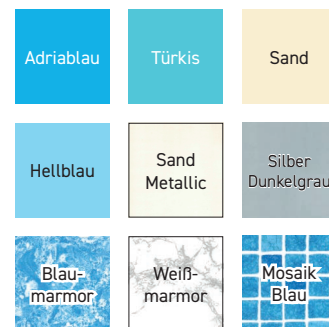 Adriablau
Türkis
Sand
Hellblau
Sand
Metallic
Silber
Dunkelgrau
Blau-
marmor
Weiß-
marmor
Mosaik
Blau